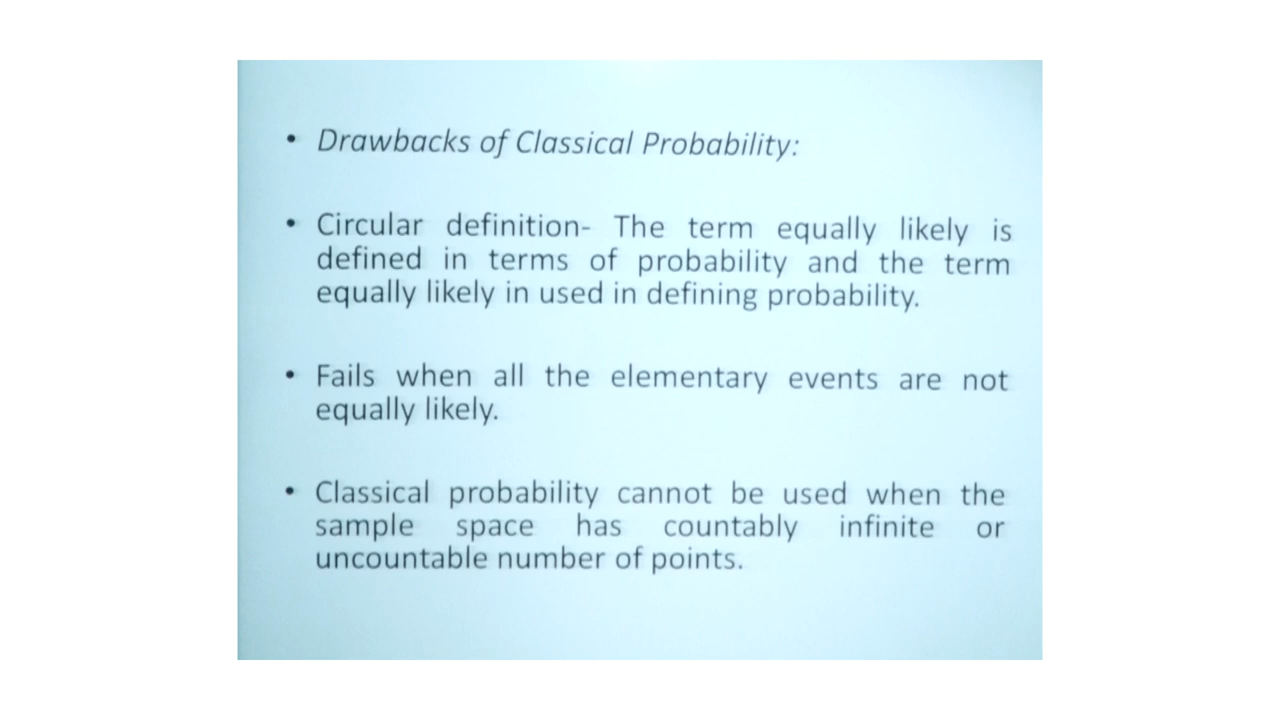 • Drawbacks of Classical Probability:
• Circular definition- The term equally likely is
defined in terms of probability and the term
equally likely in used in defining probability.
• Fails when all the elementary events are not
equally likely.
• Classical probability cannot be used when the
sample space has countably infinite or
uncountable number of points.